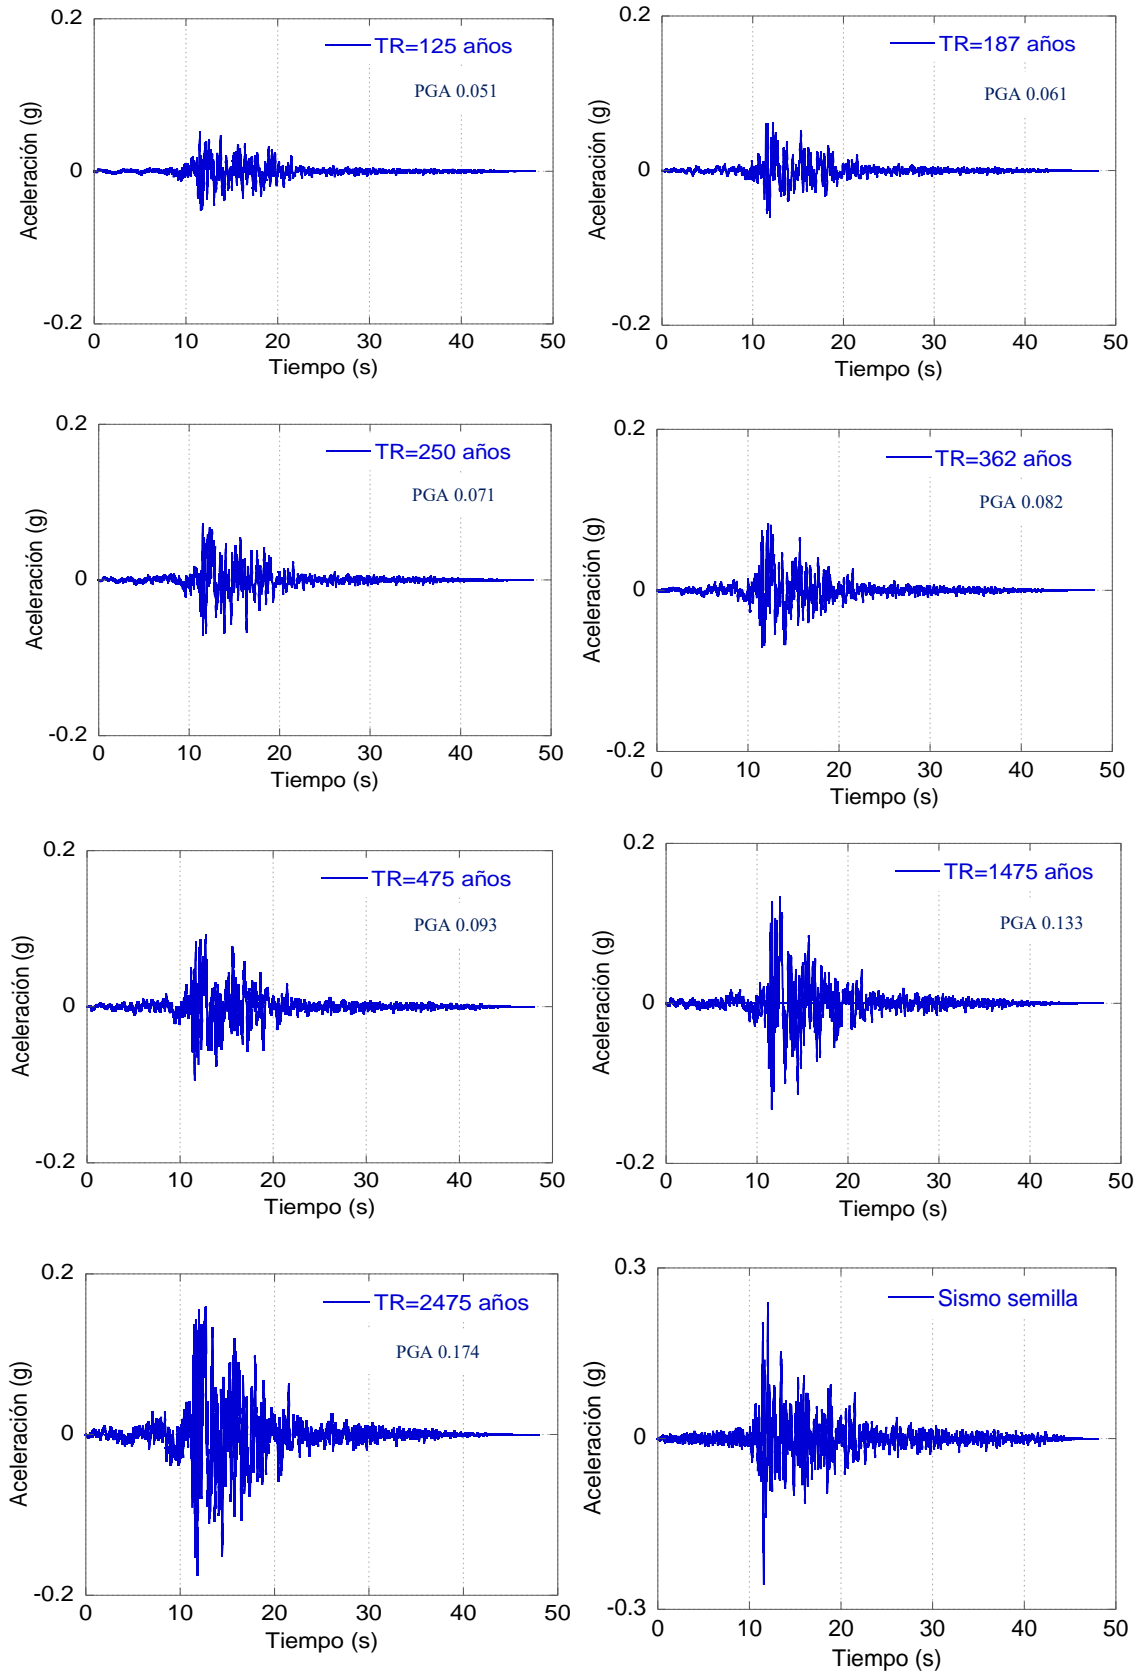 0.2
TR=125 años
PGA 0.051
Aceleración (g)
0
-0.2
0 10 20 30 40 50
Tiempo (s)
0.2
TR=187 años
PGA 0.061
Aceleración (g)
0
-0.2
0 10 20 30 40 50
Tiempo (s)
0.2
TR=250 años
PGA 0.071
Aceleración (g)
0
-0.2
0 10 20 30 40 50
Tiempo (s)
0.2
TR=362 años
PGA 0.082
Aceleración (g)
0
-0.2
0 10 20 30 40 50
Tiempo (s)
0.2
TR=475 años
PGA 0.093
Aceleración (g)
0
-0.2
0 10 20 30 40 50
Tiempo (s)
0.2
TR=1475 años
PGA 0.133
Aceleración (g)
0
-0.2
0 10 20 30 40 50
Tiempo (s)
0.2
TR=2475 años
PGA 0.174
Aceleración (g)
0
-0.2
0 10 20 30 40 50
Tiempo (s)
0.3
Sismo semilla
Aceleración (g)
0
-0.3
0 10 20 30 40 50
Tiempo (s)